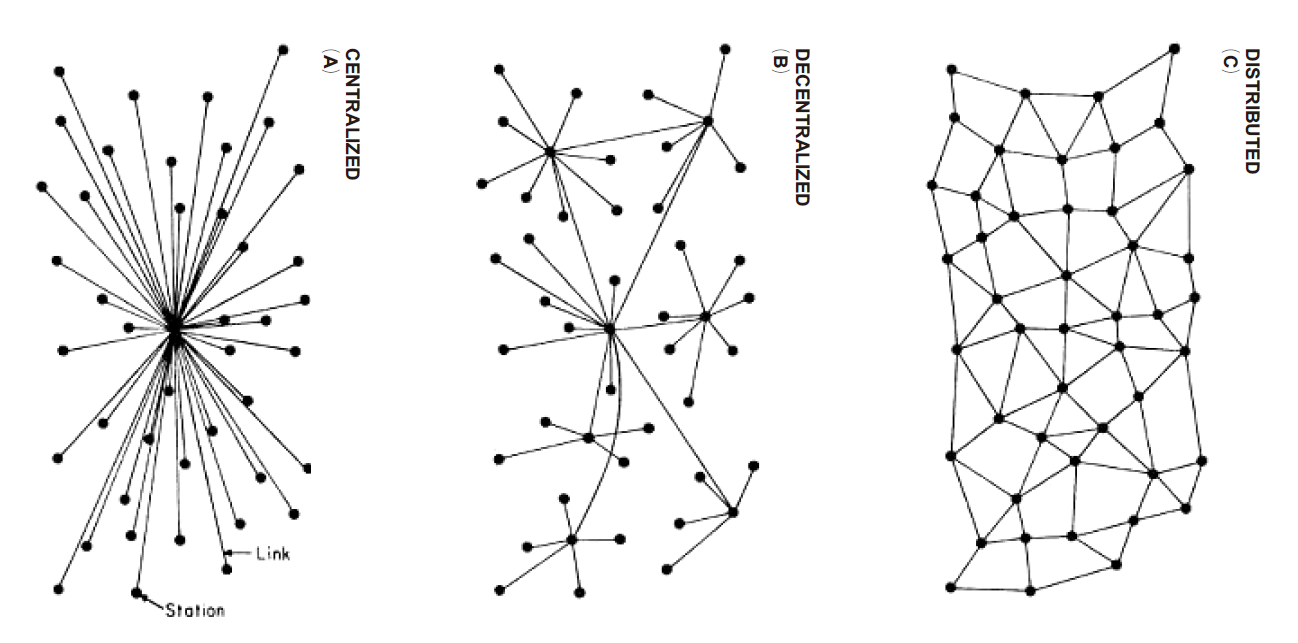 CENTRALIZED
(A)
DECENTRALIZED
(B)
DISTRIBUTED
(C)
Link
Station